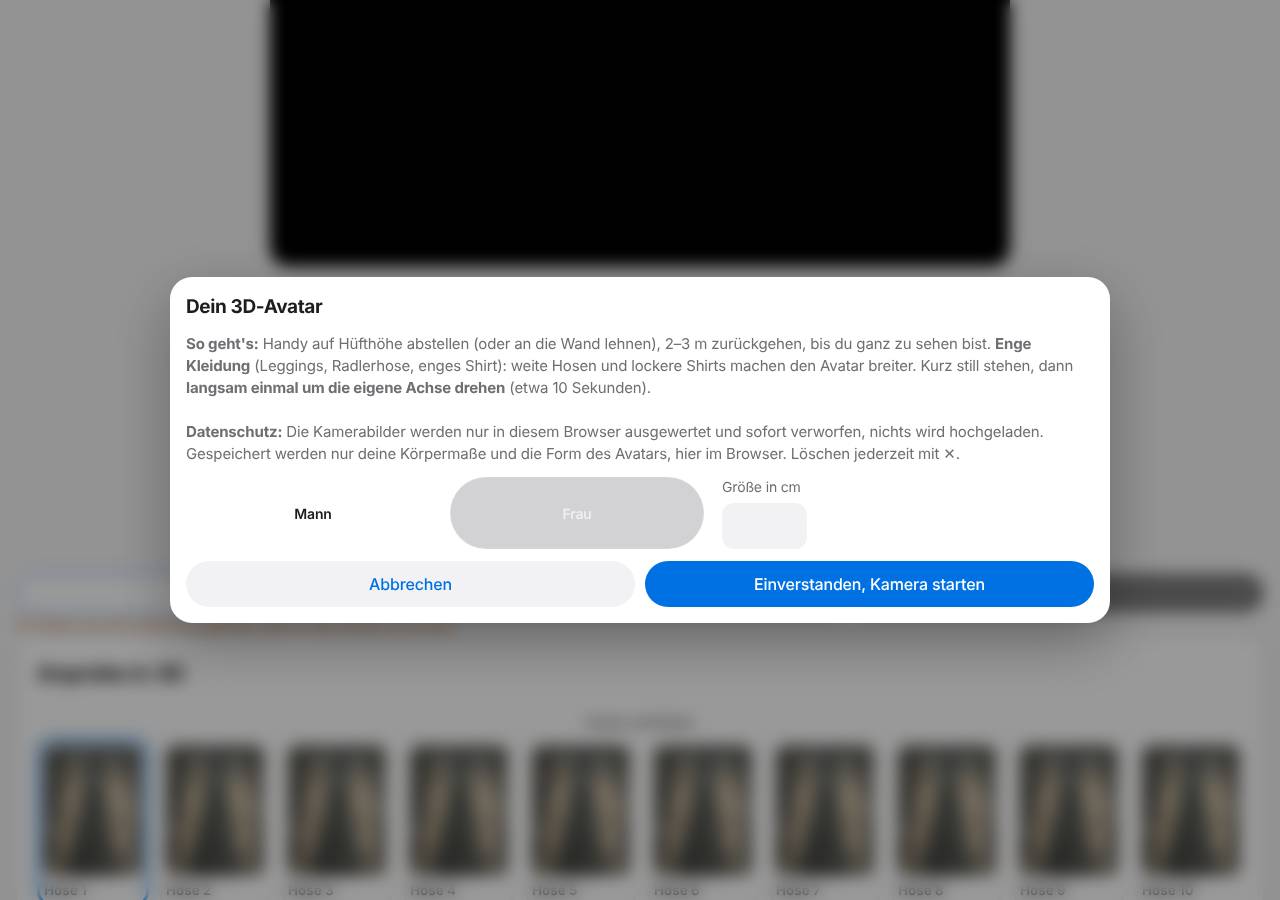 Dein 3D-Avatar
So geht's: Handy auf Hüfthöhe abstellen (oder an die Wand lehnen), 2–3 m zurückgehen, bis du ganz zu sehen bist. Enge
Kleidung (Leggings, Radlerhose, enges Shirt): weite Hosen und lockere Shirts machen den Avatar breiter. Kurz still stehen, dann
langsam einmal um die eigene Achse drehen (etwa 10 Sekunden).
Datenschutz: Die Kamerabilder werden nur in diesem Browser ausgewertet und sofort verworfen, nichts wird hochgeladen.
Gespeichert werden nur deine Körpermaße und die Form des Avatars, hier im Browser. Löschen jederzeit mit ✕.
Größe in cm
Mann Frau
Abbrechen Einverstanden, Kamera starten
Hose 1 Hose 2 Hose 3 Hose 4 Hose 5 Hose 6 Hose 7 Hose 8 Hose 9 Hose 10